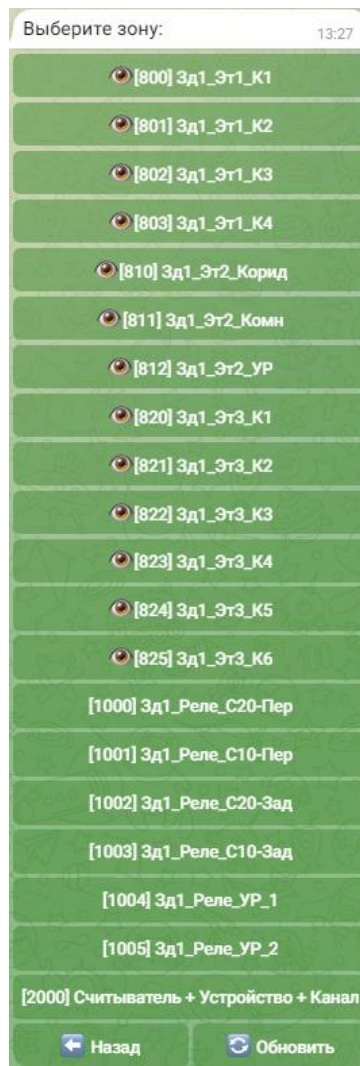 Выберите зону:
13:27
[800] Зд1_Эт1_К1
[801] Зд1_Эт1_К2
[802] Зд1_Эт1_К3
[803] Зд1_Эт1_К4
[810] Зд1_Эт2_Корид
[811] Зд1_Эт2_Комн
[812] Зд1_Эт2_УР
[820] Зд1_Эт3_К1
[821] Зд1_Эт3_К2
[822] Зд1_Эт3_К3
[823] Зд1_Эт3_К4
[824] Зд1_Эт3_К5
[825] Зд1_Эт3_К6
[1000] Зд1_Реле_С20-Пер
[1001] Зд1_Реле_С10-Пер
[1002] Зд1_Реле_С20-Зад
[1003] Зд1_Реле_С10-Зад
[1004] Зд1_Реле_УР_1
[1005] Зд1_Реле_УР_2
[2000] Считыватель + Устройство + Канал
Назад
Обновить